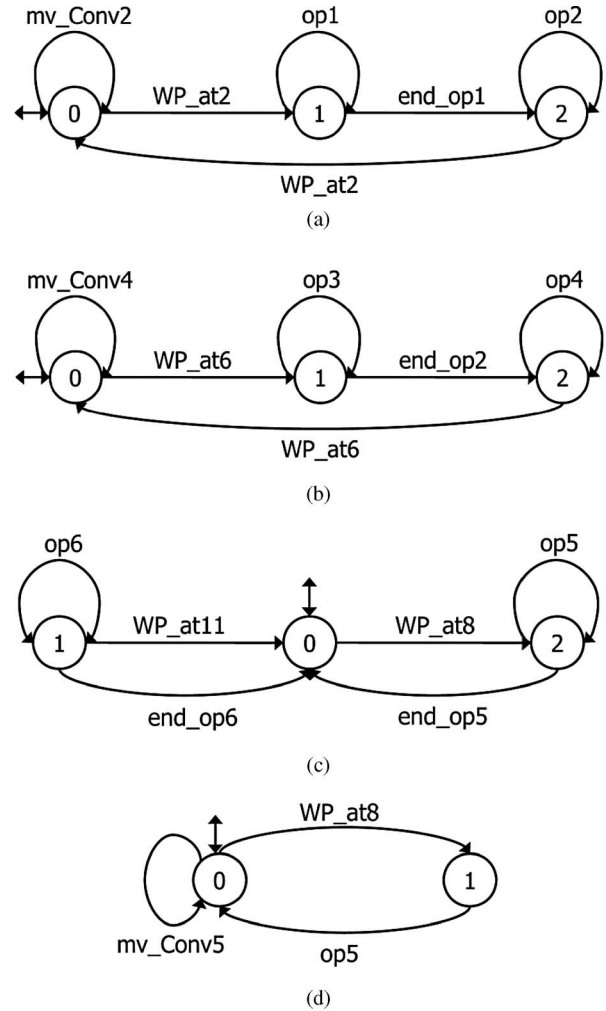 mv_Conv2 op1 op2
WP_at2 end_op1
0 1 2
WP_at2
(a)
mv_Conv4 op3 op4
WP_at6 end_op2
0 1 2
WP_at6
(b)
op6 op5
WP_at11 WP_at8
1 0 2
end_op6 end_op5
(c)
WP_at8
0 1
mv_Conv5 op5
(d)